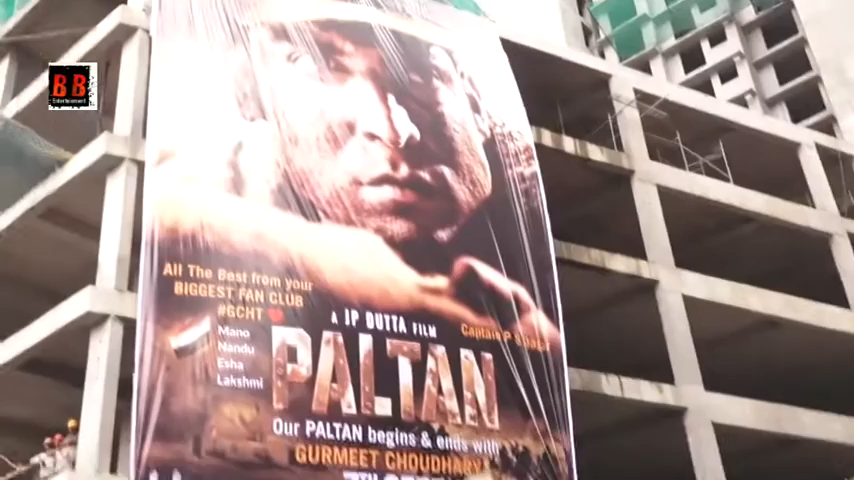 BB
Entertainment
All The Best from your
BIGGEST FAN CLUB
#GCHT
Mano
Nandu
Esha
Lakshmi
A JP DUTTA FILM
PALTAN
Our PALTAN begins & ends with
GURMEET CHOUDHARY